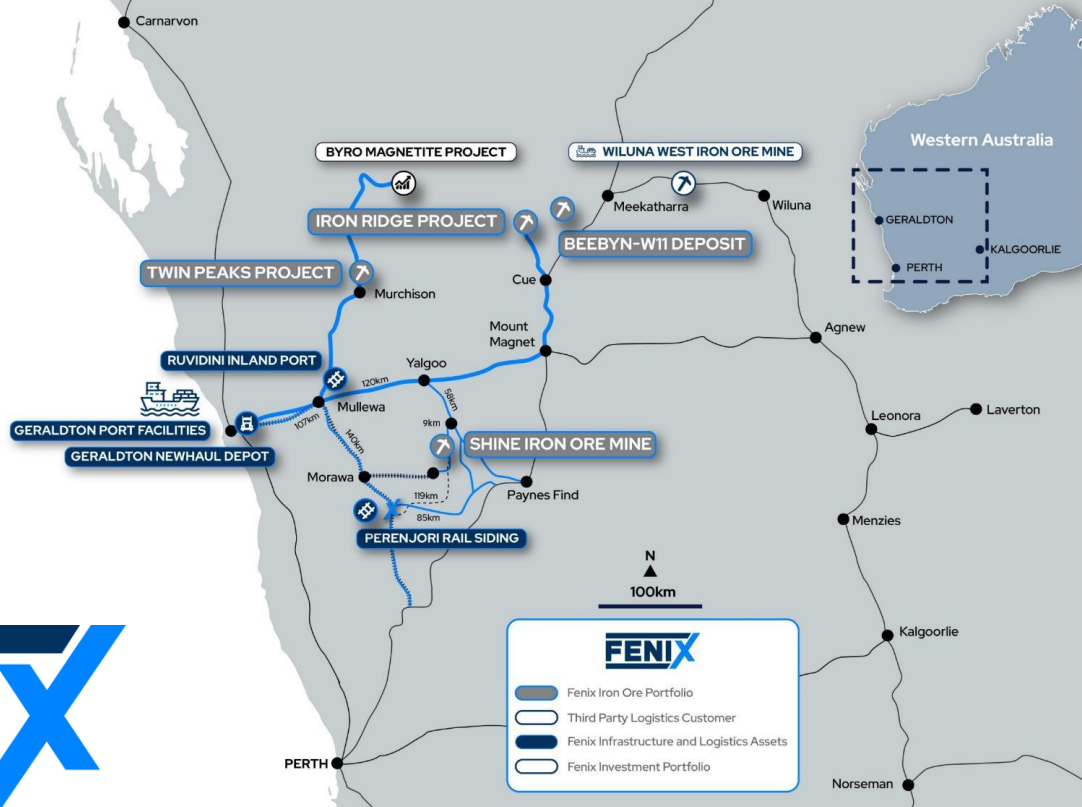 Carnarvon
Western Australia
BYRO MAGNETITE PROJECT
WILUNA WEST IRON ORE MINE
Meekatharra
Wiluna
GERALDTON
KALGOORLIE
PERTH
IRON RIDGE PROJECT
BEEBYN-W11 DEPOSIT
TWIN PEAKS PROJECT
Cue
Murchison
Mount
Magnet
Agnew
RUVIDINI INLAND PORT
Yalgoo
120km
58km
Mullewa
107km
9km
140km
GERALDTON PORT FACILITIES
GERALDTON NEWHAUL DEPOT
SHINE IRON ORE MINE
Leonora
Laverton
Morawa
119km
85km
Paynes Find
PERENJORI RAIL SIDING
Menzies
N
100km
Kalgoorlie
FENIX
Fenix Iron Ore Portfolio
Third Party Logistics Customer
Fenix Infrastructure and Logistics Assets
Fenix Investment Portfolio
PERTH
Norseman